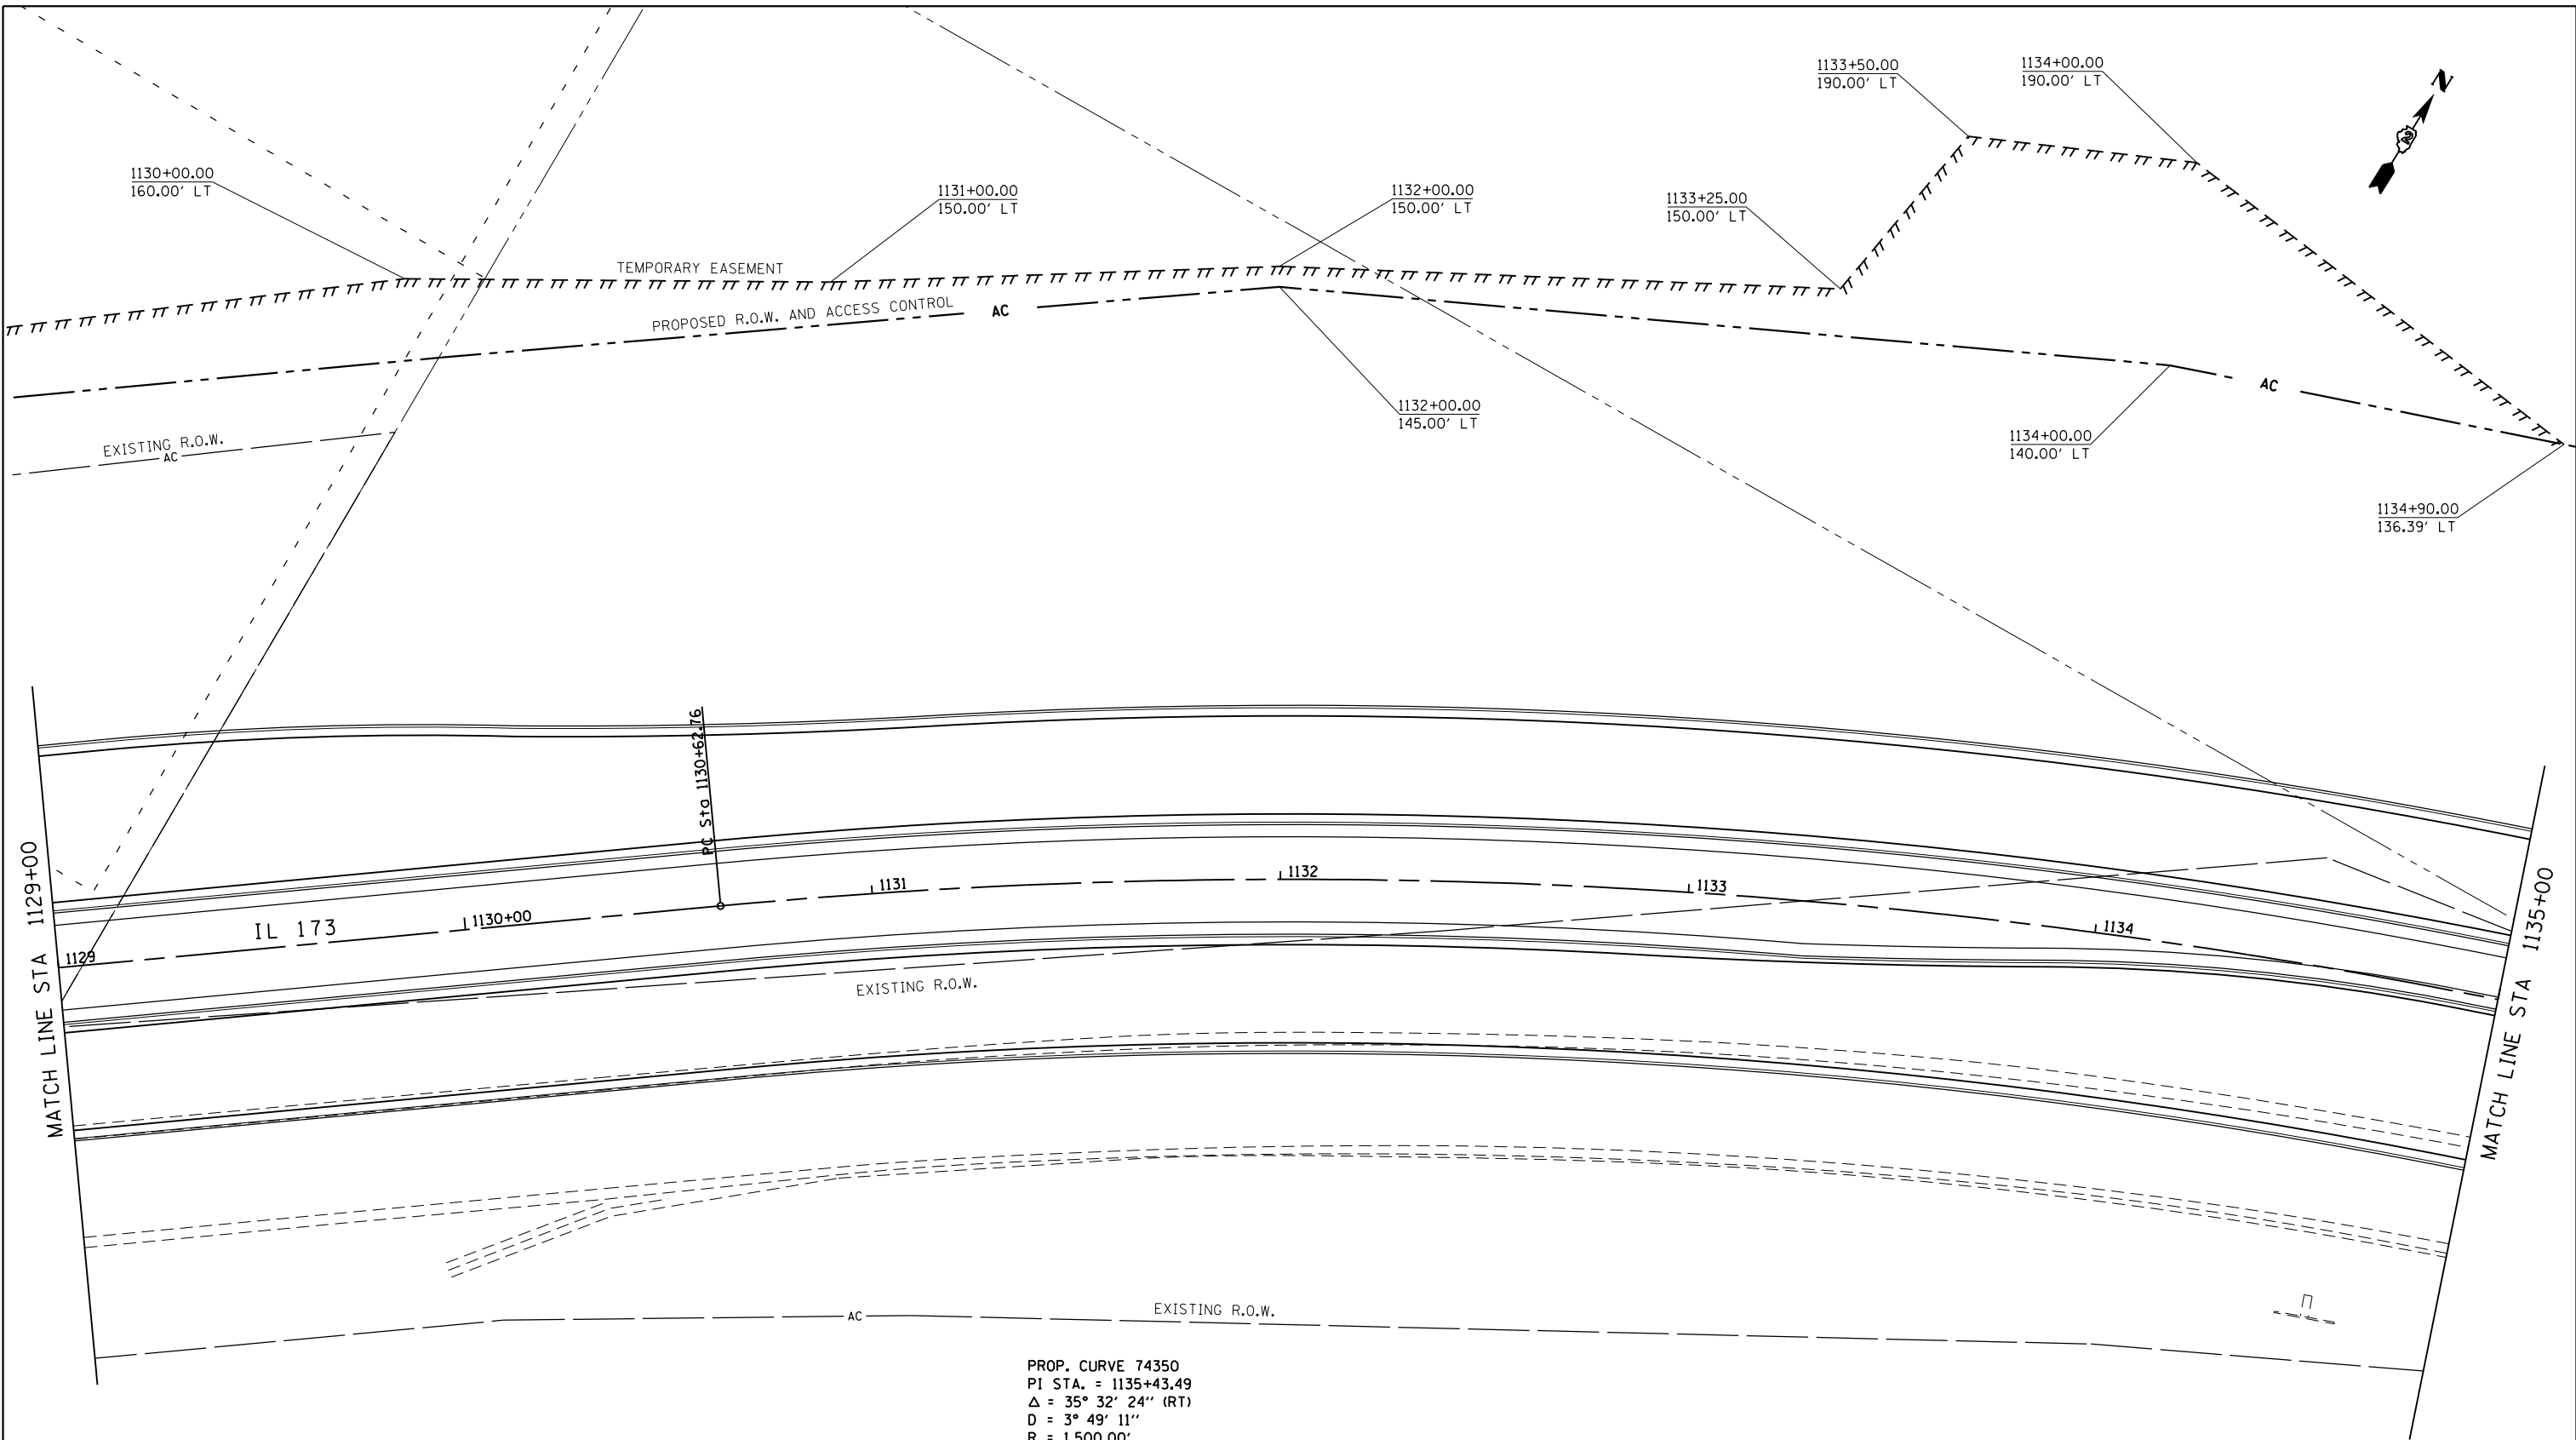 1133+50.00
190.00' LT
1134+00.00
190.00' LT
N
2
1130+00.00
160.00' LT
1131+00.00
150.00' LT
1132+00.00
150.00' LT
1133+25.00
150.00' LT
TEMPORARY EASEMENT
PROPOSED R.O.W. AND ACCESS CONTROL
AC
AC
1132+00.00
145.00' LT
1134+00.00
140.00' LT
EXISTING R.O.W.
AC
1134+90.00
136.39' LT
PC Sta 1130+62.76
MATCH LINE STA 1129+00
1129
IL 173
1130+00
1131
1132
1133
1134
MATCH LINE STA 1135+00
EXISTING R.O.W.
AC
EXISTING R.O.W.
PROP. CURVE 74350
PI STA. = 1135+43.49
Δ = 35° 32' 24'' (RT)
D = 3° 49' 11''
R = 1,500.00'